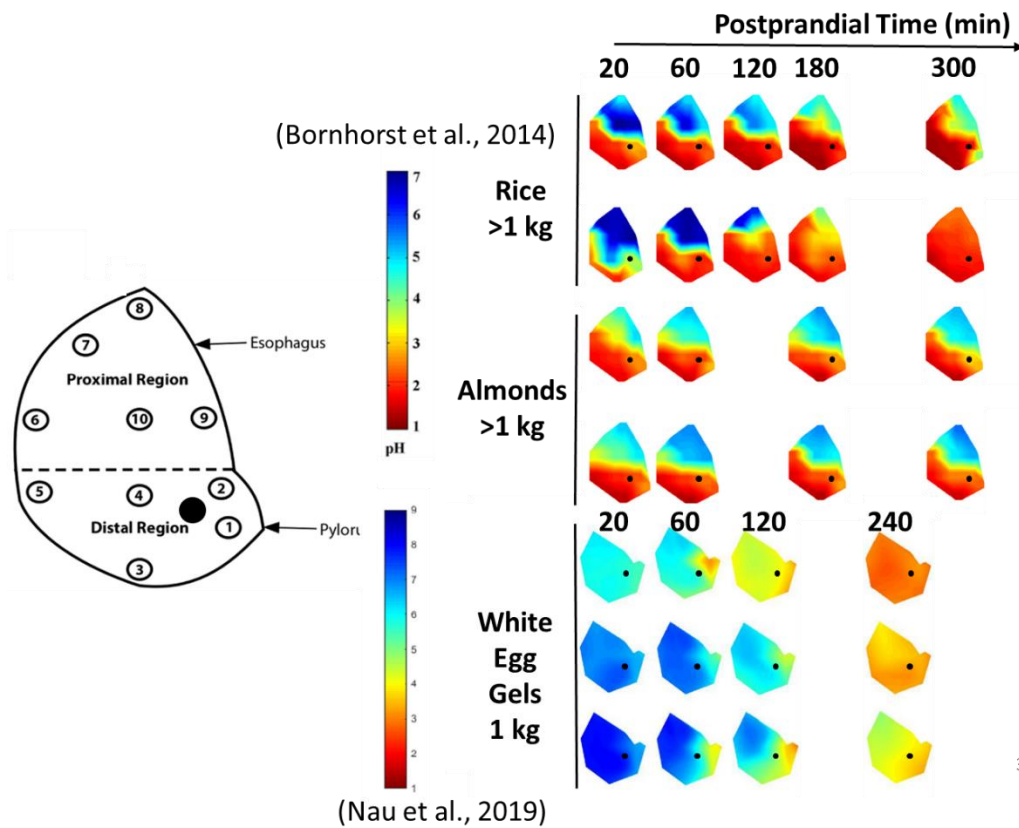 Postprandial Time (min)
20 60 120 180 300
(Bornhorst et al., 2014)
Rice
>1 kg
7
6
5
4
3
2
1
pH
8
7
Esophagus
Proximal Region
6 10 9
5 4 2
Distal Region
1
Pyloru
3
Almonds
>1 kg
20 60 120 240
9
8
7
6
5
4
3
2
1
White
Egg
Gels
1 kg
(Nau et al., 2019)
3